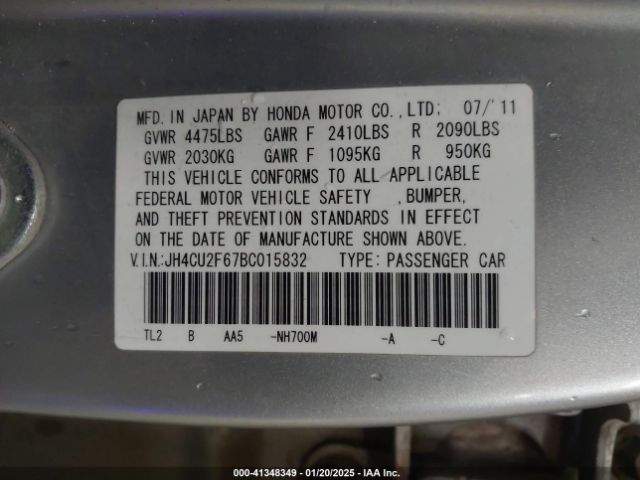 MFD. IN JAPAN BY HONDA MOTOR CO.,LTD; 07/'11
GVWR 4475LBS GAWR F 2410LBS R 2090LBS
GVWR 2030KG GAWR F 1095KG R 950KG
THIS VEHICLE CONFORMS TO ALL APPLICABLE
FEDERAL MOTOR VEHICLE SAFETY ,BUMPER,
AND THEFT PREVENTION STANDARDS IN EFFECT
ON THE DATE OF MANUFACTURE SHOWN ABOVE.
V.I.N.:JH4CU2F67BC015832 TYPE: PASSENGER CAR
TL2 B AA5 -NH700M -A -C
000-41348349 | 01/20/2025 | IAA Inc.